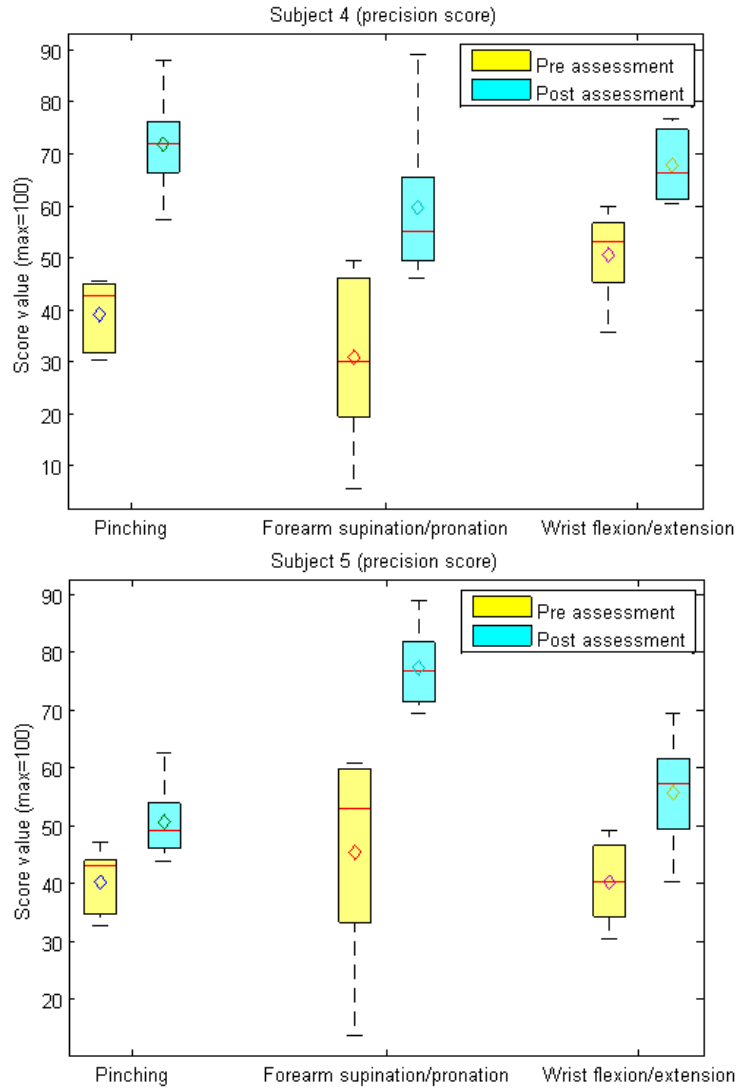 Subject 4 (precision score)
Pre assessment
Post assessment
Score value (max=100)
90
80
70
60
50
40
30
20
10
Pinching Forearm supination/pronation Wrist flexion/extension
Subject 5 (precision score)
Pre assessment
Post assessment
Score value (max=100)
90
80
70
60
50
40
30
20
Pinching Forearm supination/pronation Wrist flexion/extension